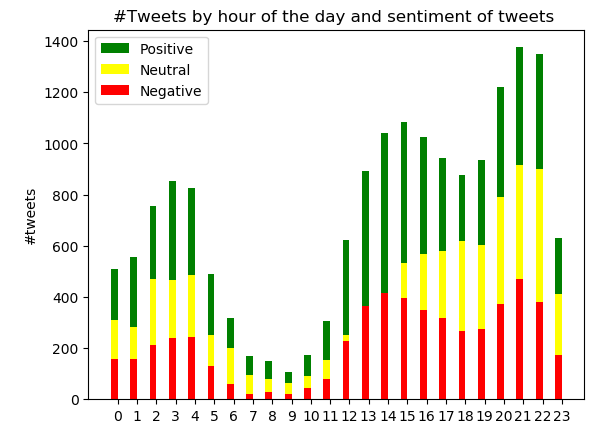 #Tweets by hour of the day and sentiment of tweets
Positive
Neutral
Negative
#tweets
1400
1200
1000
800
600
400
200
0
0 1 2 3 4 5 6 7 8 9 10 11 12 13 14 15 16 17 18 19 20 21 22 23